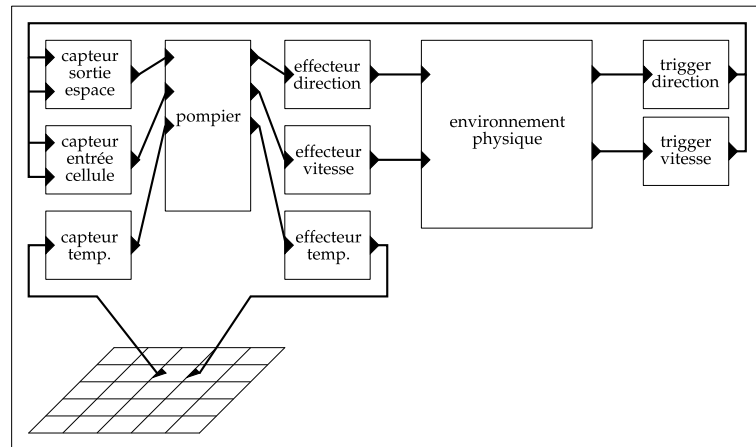 capteur
sortie
espace
pompier
effecteur
direction
environnement
physique
trigger
direction
capteur
entrée
cellule
effecteur
vitesse
trigger
vitesse
capteur
temp.
effecteur
temp.